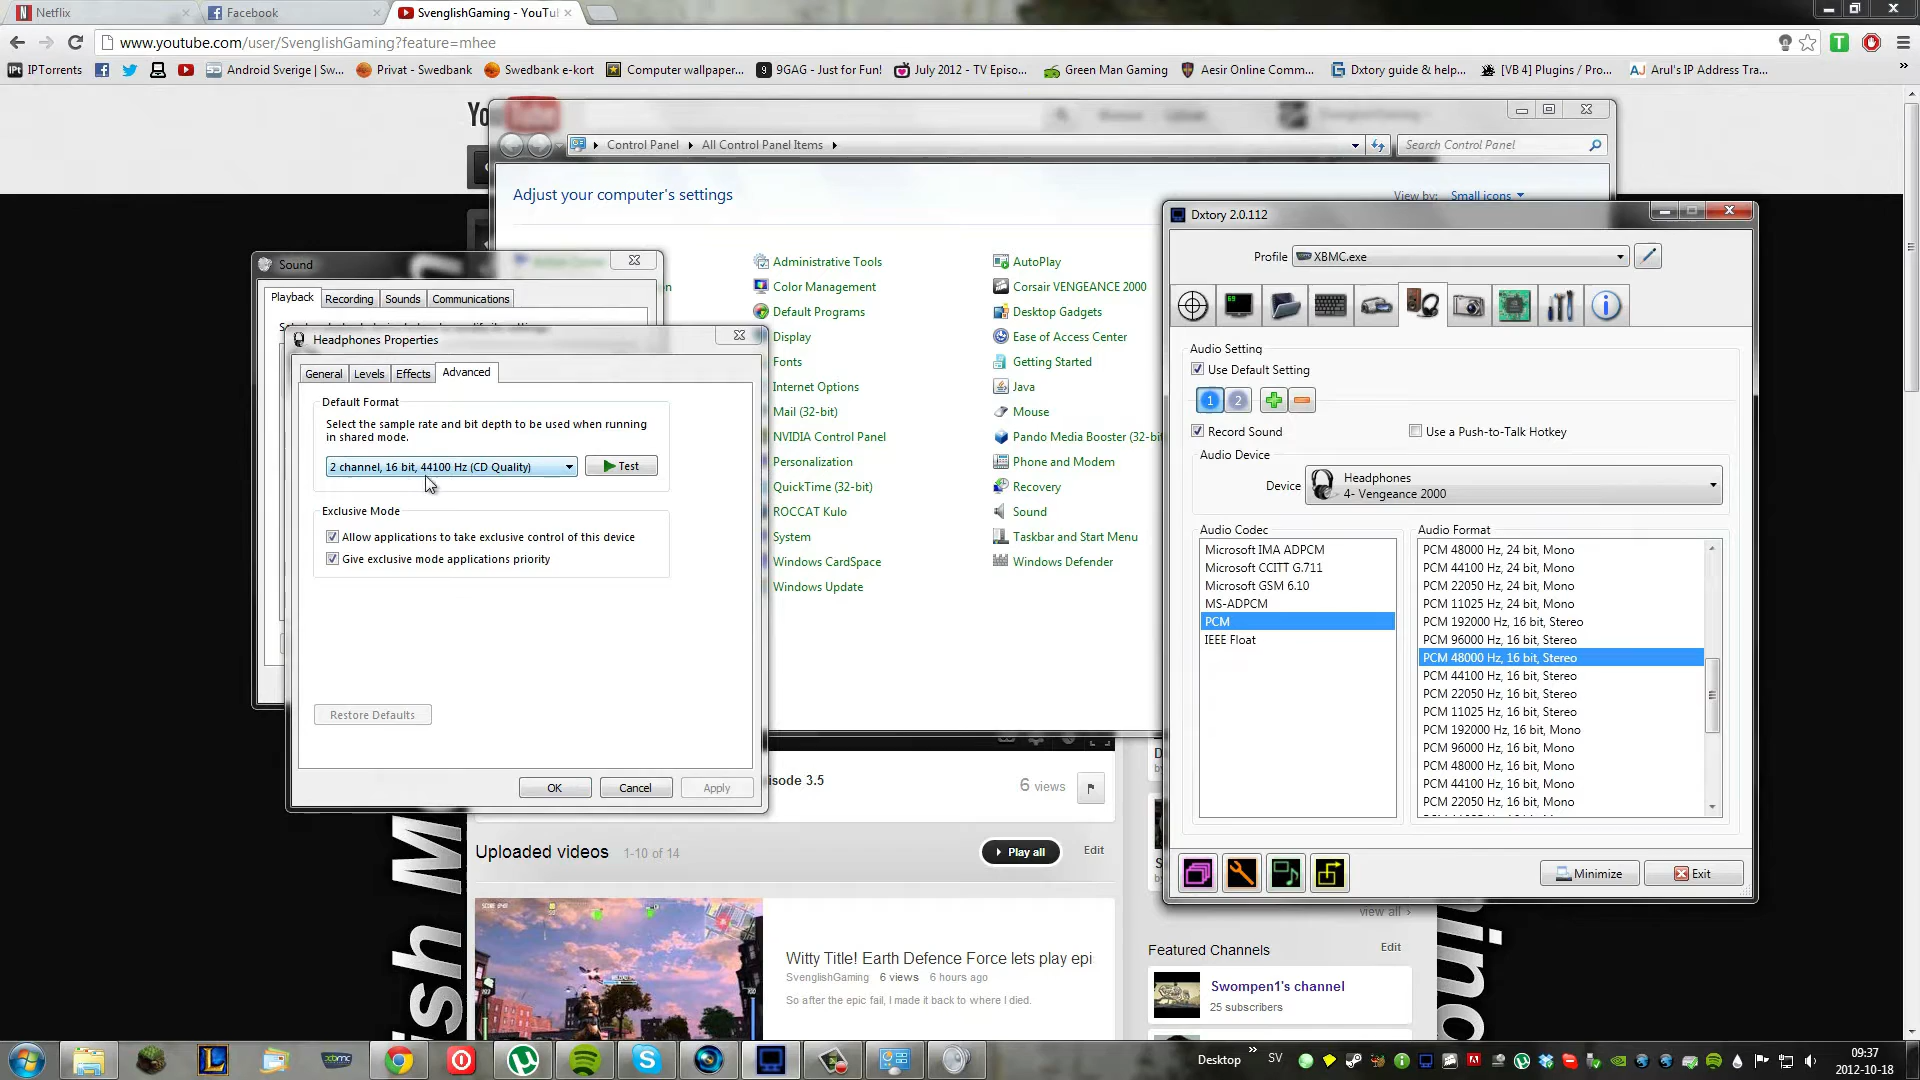 Netflix
Facebook
SvenglishGaming - YouTu
www.youtube.com/user/SvenglishGaming?feature=mhee
IPTorrents
Android Sverige | Sw...
Privat - Swedbank
Swedbank e-kort
Computer wallpaper...
9GAG - Just for Fun!
July 2012 - TV Episo...
Green Man Gaming
Aesir Online Comm...
Dxtory guide & help...
[VB 4] Plugins / Pro...
Arul's IP Address Tra...
Control Panel
All Control Panel Items
Search Control Panel
Adjust your computer's settings
View by:
Small icons
Administrative Tools
Color Management
Default Programs
Display
Fonts
Internet Options
Mail (32-bit)
NVIDIA Control Panel
Personalization
QuickTime (32-bit)
ROCCAT Kulo
System
Windows CardSpace
Windows Update
AutoPlay
Corsair VENGEANCE 2000
Desktop Gadgets
Ease of Access Center
Getting Started
Java
Mouse
Pando Media Booster (32-bi
Phone and Modem
Recovery
Sound
Taskbar and Start Menu
Windows Defender
Sound
Playback
Recording
Sounds
Communications
Headphones Properties
General
Levels
Effects
Advanced
Default Format
Select the sample rate and bit depth to be used when running
in shared mode.
2 channel, 16 bit, 44100 Hz (CD Quality)
Test
Exclusive Mode
Allow applications to take exclusive control of this device
Give exclusive mode applications priority
Restore Defaults
OK
Cancel
Apply
Dxtory 2.0.112
Profile
XBMC.exe
Audio Setting
Use Default Setting
1
2
Record Sound
Use a Push-to-Talk Hotkey
Audio Device
Device
Headphones
4- Vengeance 2000
Audio Codec
Microsoft IMA ADPCM
Microsoft CCITT G.711
Microsoft GSM 6.10
MS-ADPCM
PCM
IEEE Float
Audio Format
PCM 48000 Hz, 24 bit, Mono
PCM 44100 Hz, 24 bit, Mono
PCM 22050 Hz, 24 bit, Mono
PCM 11025 Hz, 24 bit, Mono
PCM 192000 Hz, 16 bit, Stereo
PCM 96000 Hz, 16 bit, Stereo
PCM 48000 Hz, 16 bit, Stereo
PCM 44100 Hz, 16 bit, Stereo
PCM 22050 Hz, 16 bit, Stereo
PCM 11025 Hz, 16 bit, Stereo
PCM 192000 Hz, 16 bit, Mono
PCM 96000 Hz, 16 bit, Mono
PCM 48000 Hz, 16 bit, Mono
PCM 44100 Hz, 16 bit, Mono
PCM 22050 Hz, 16 bit, Mono
Minimize
Exit
isode 3.5
6 views
Uploaded videos
1-10 of 14
Play all
Edit
Witty Title! Earth Defence Force lets play epi
SvenglishGaming
6 views
6 hours ago
So after the epic fail, I made it back to where I died.
view all
Featured Channels
Edit
Swompen1's channel
25 subscribers
Desktop
SV
09:37
2012-10-18